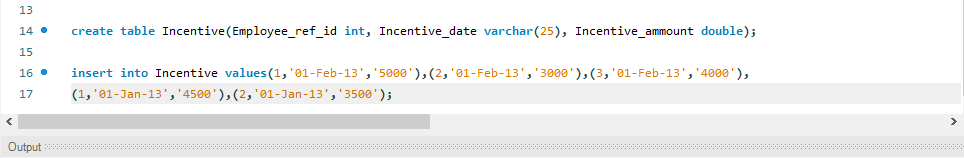 13
14 create table Incentive(Employee_ref_id int, Incentive_date varchar(25), Incentive_ammount double);
15
16 insert into Incentive values(1,'01-Feb-13','5000'),(2,'01-Feb-13','3000'),(3,'01-Feb-13','4000'),
17 (1,'01-Jan-13','4500'),(2,'01-Jan-13','3500');
Output